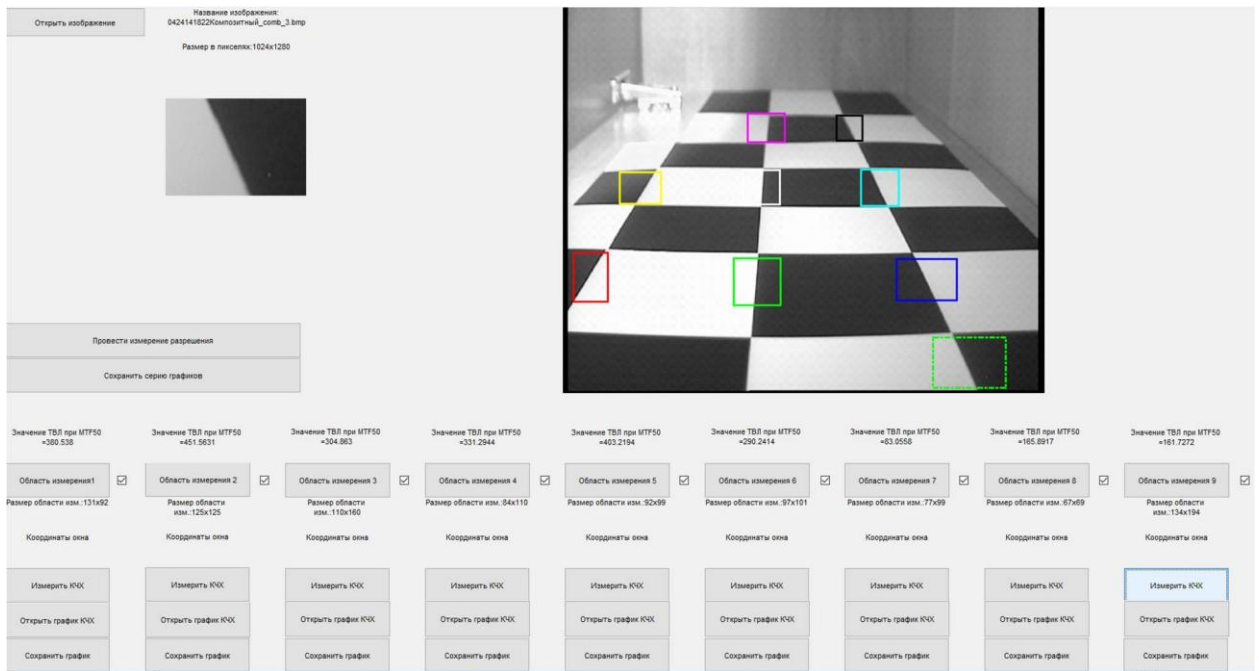 Открыть изображение
Название изображения:
0424141822Композитный_comb_3.bmp
Размер в пикселях:1024x1280
Провести измерение разрешения
Сохранить серию графиков
Значение ТВЛ при MTF50
=380.538
Значение ТВЛ при MTF50
=451.5631
Значение ТВЛ при MTF50
=304.863
Значение ТВЛ при MTF50
=331.2944
Значение ТВЛ при MTF50
=403.2194
Значение ТВЛ при MTF50
=290.2414
Значение ТВЛ при MTF50
=83.0558
Значение ТВЛ при MTF50
=165.8917
Значение ТВЛ при MTF50
=161.7272
Область измерения1
Область измерения 2
Область измерения 3
Область измерения 4
Область измерения 5
Область измерения 6
Область измерения 7
Область измерения 8
Область измерения 9
Размер области изм.:131x92
Размер области
изм.:125x125
Размер области
изм.:110x160
Размер области изм.:84x110
Размер области изм.:92x99
Размер области изм.:97x101
Размер области изм.:77x99
Размер области изм.:67x69
Размер области
изм.:134x194
Координаты окна
Координаты окна
Координаты окна
Координаты окна
Координаты окна
Координаты окна
Координаты окна
Координаты окна
Координаты окна
Измерить КЧХ
Измерить КЧХ
Измерить КЧХ
Измерить КЧХ
Измерить КЧХ
Измерить КЧХ
Измерить КЧХ
Измерить КЧХ
Измерить КЧХ
Открыть график КЧХ
Открыть график КЧХ
Открыть график КЧХ
Открыть график КЧХ
Открыть график КЧХ
Открыть график КЧХ
Открыть график КЧХ
Открыть график КЧХ
Открыть график КЧХ
Сохранить график
Сохранить график
Сохранить график
Сохранить график
Сохранить график
Сохранить график
Сохранить график
Сохранить график
Сохранить график